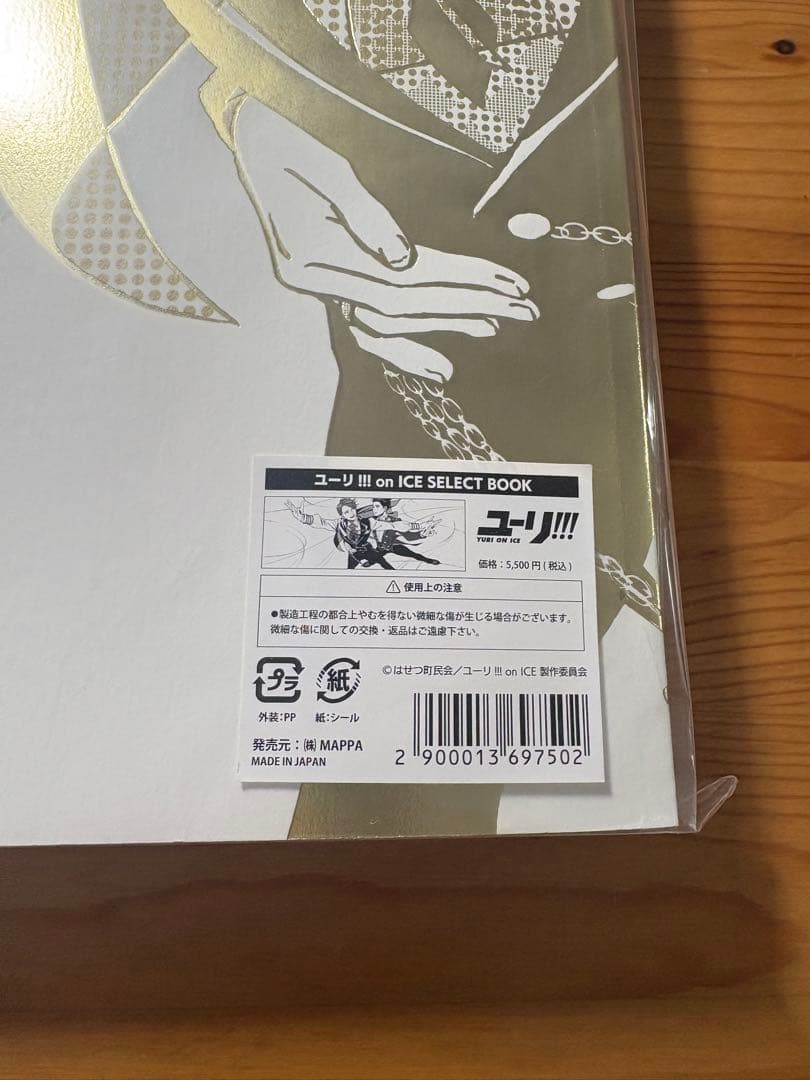 ユーリ!!! on ICE SELECT BOOK
ユーリ!!!
YURI ON ICE
価格：5,500円(税込)
⚠ 使用上の注意
●製造工程の都合上やむを得ない微細な傷が生じる場合がございます。
微細な傷に関しての交換・返品はご遠慮下さい。
プラ
紙
©はせつ町民会／ユーリ!!! on ICE 製作委員会
外装：PP
紙：シール
発売元：㈱ MAPPA
MADE IN JAPAN
2 900013 697502